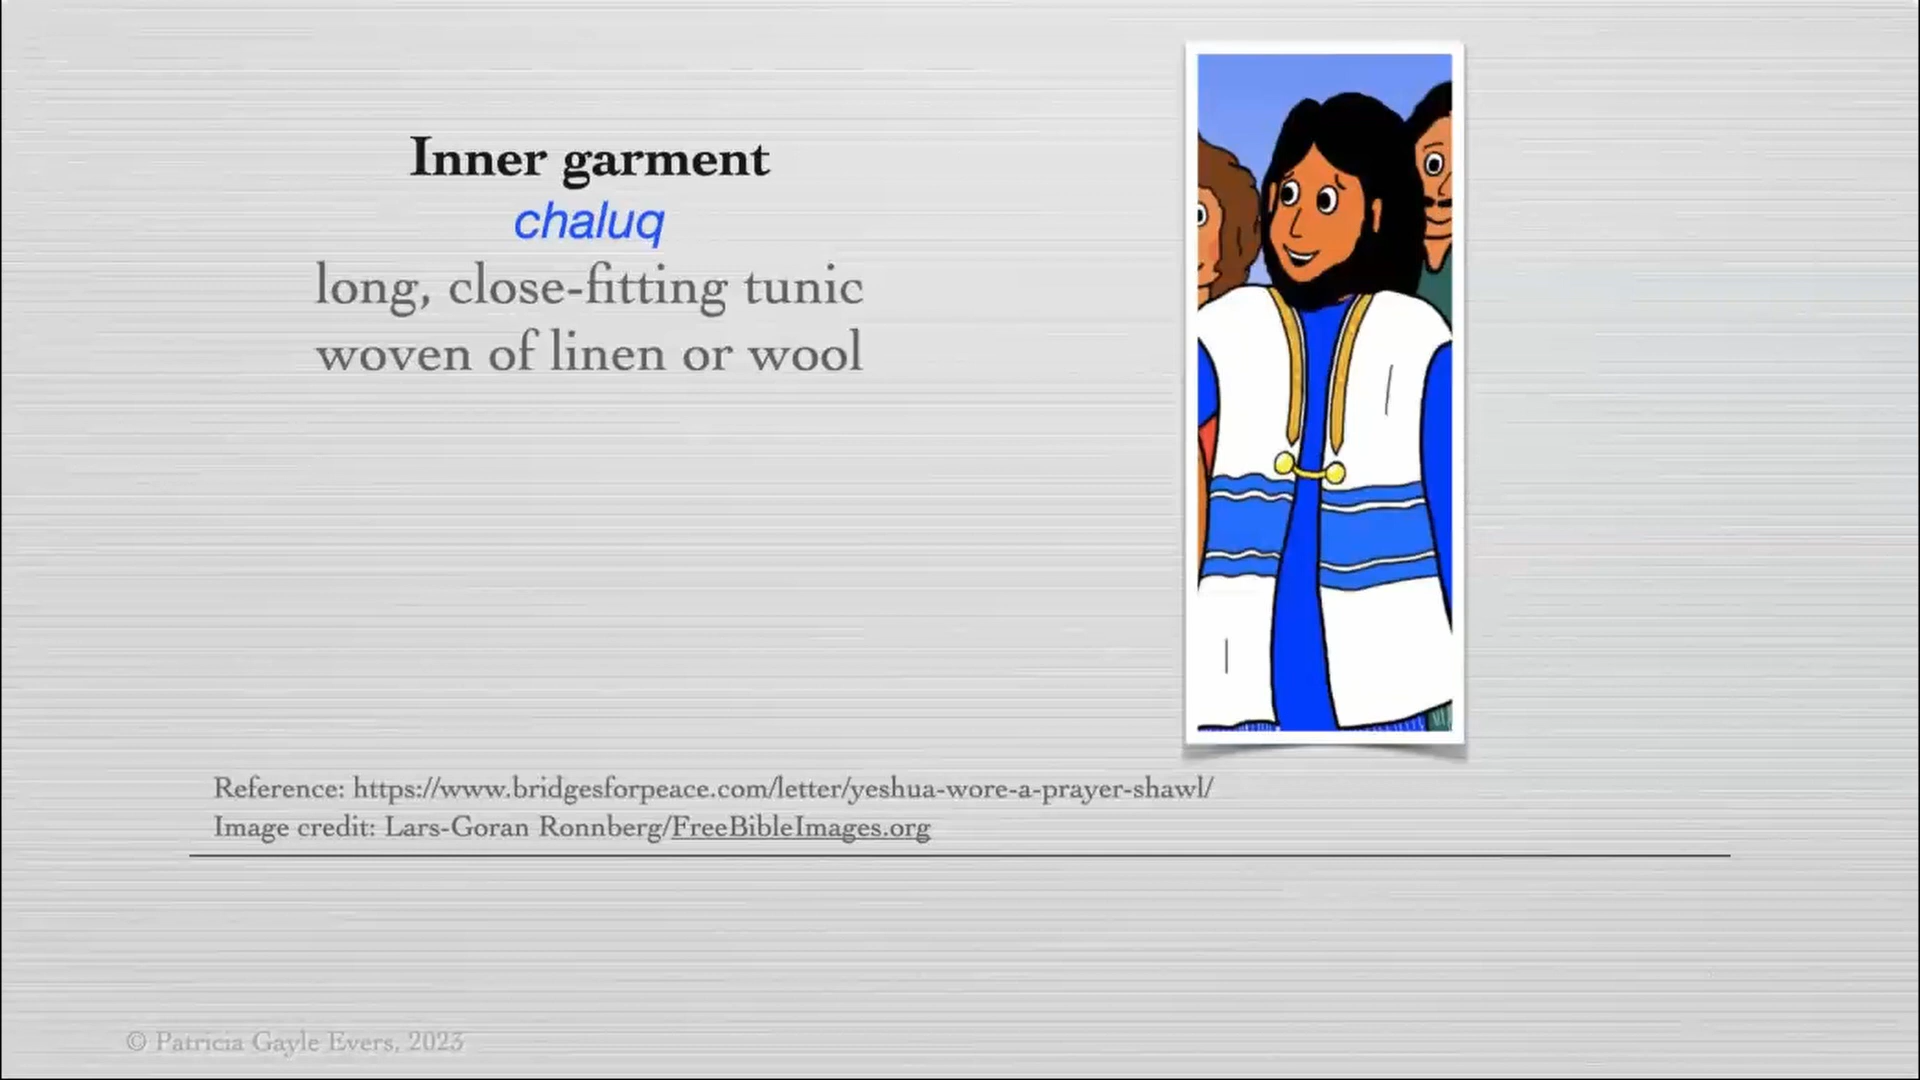 Inner garment
chaluq
long, close-fitting tunic
woven of linen or wool
Reference: https://www.bridgesforpeace.com/letter/yeshua-wore-a-prayer-shawl/
Image credit: Lars-Goran Ronnberg/FreeBibleImages.org
© Patricia Gayle Evers, 2023